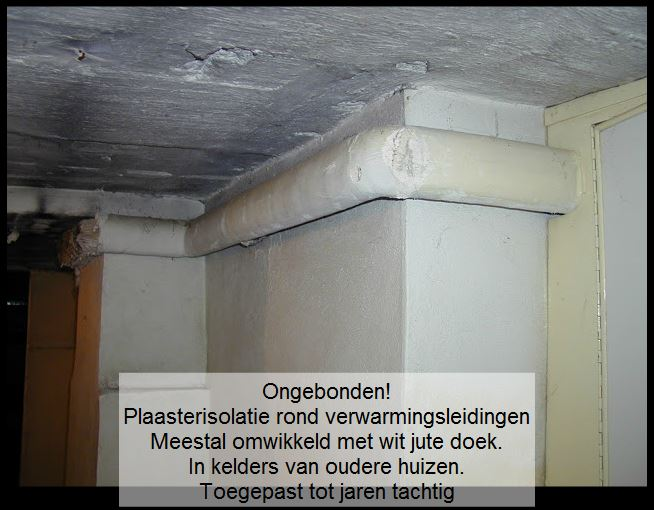 Ongebonden!
Plaasterisolatie rond verwarmingsleidingen
Meestal omwikkeld met wit jute doek.
In kelders van oudere huizen.
Toegepast tot jaren tachtig